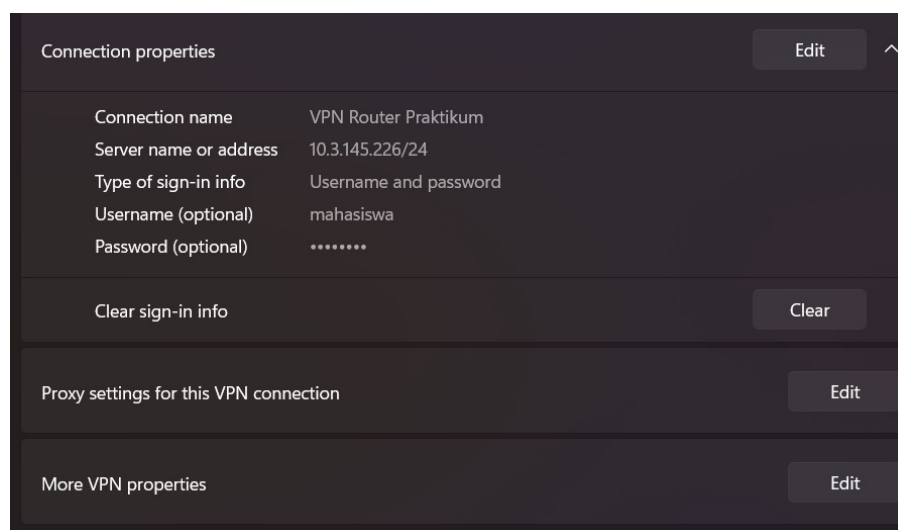 Connection properties Edit
Connection name VPN Router Praktikum
Server name or address 10.3.145.226/24
Type of sign-in info Username and password
Username (optional) mahasiswa
Password (optional) ••••••••
Clear sign-in info Clear
Proxy settings for this VPN connection Edit
More VPN properties Edit